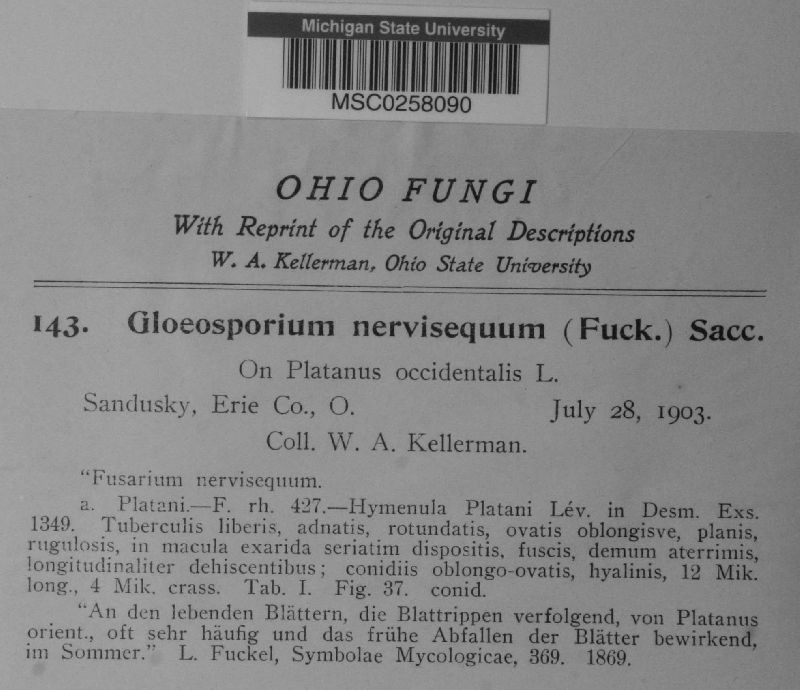 Michigan State University
MSC0258090
OHIO FUNGI
With Reprint of the Original Descriptions
W. A. Kellerman, Ohio State University
143. Gloeosporium nervisequum (Fuck.) Sacc.
On Platanus occidentalis L.
Sandusky, Erie Co., O. July 28, 1903.
Coll. W. A. Kellerman.
"Fusarium nervisequum.
a. Platani.—F. rh. 427.—Hymenula Platani Lév. in Desm. Exs.
1349. Tuberculis liberis, adnatis, rotundatis, ovatis oblongisve, planis,
rugulosis, in macula exarida seriatim dispositis, fuscis, demum aterrimis,
longitudinaliter dehiscentibus; conidiis oblongo-ovatis, hyalinis, 12 Mik.
long., 4 Mik. crass. Tab. I. Fig. 37. conid.
"An den lebenden Blättern, die Blattrippen verfolgend, von Platanus
orient., oft sehr häufig und das frühe Abfallen der Blätter bewirkend,
im Sommer." L. Fuckel, Symbolae Mycologicae, 369. 1869.